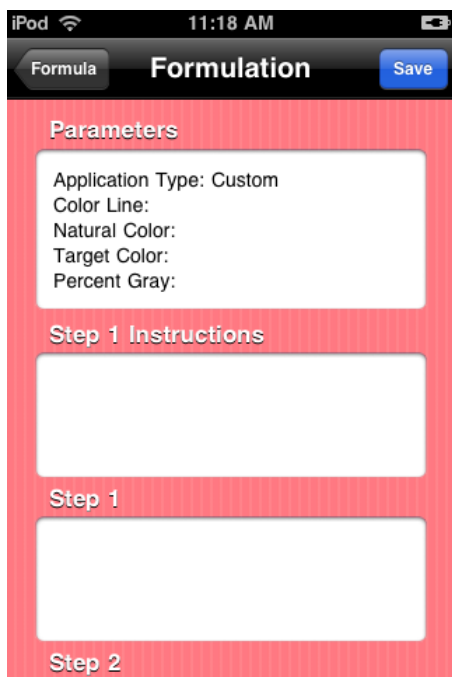 iPod 11:18 AM
Formula Formulation Save
Parameters
Application Type: Custom
Color Line:
Natural Color:
Target Color:
Percent Gray:
Step 1 Instructions
Step 1
Step 2